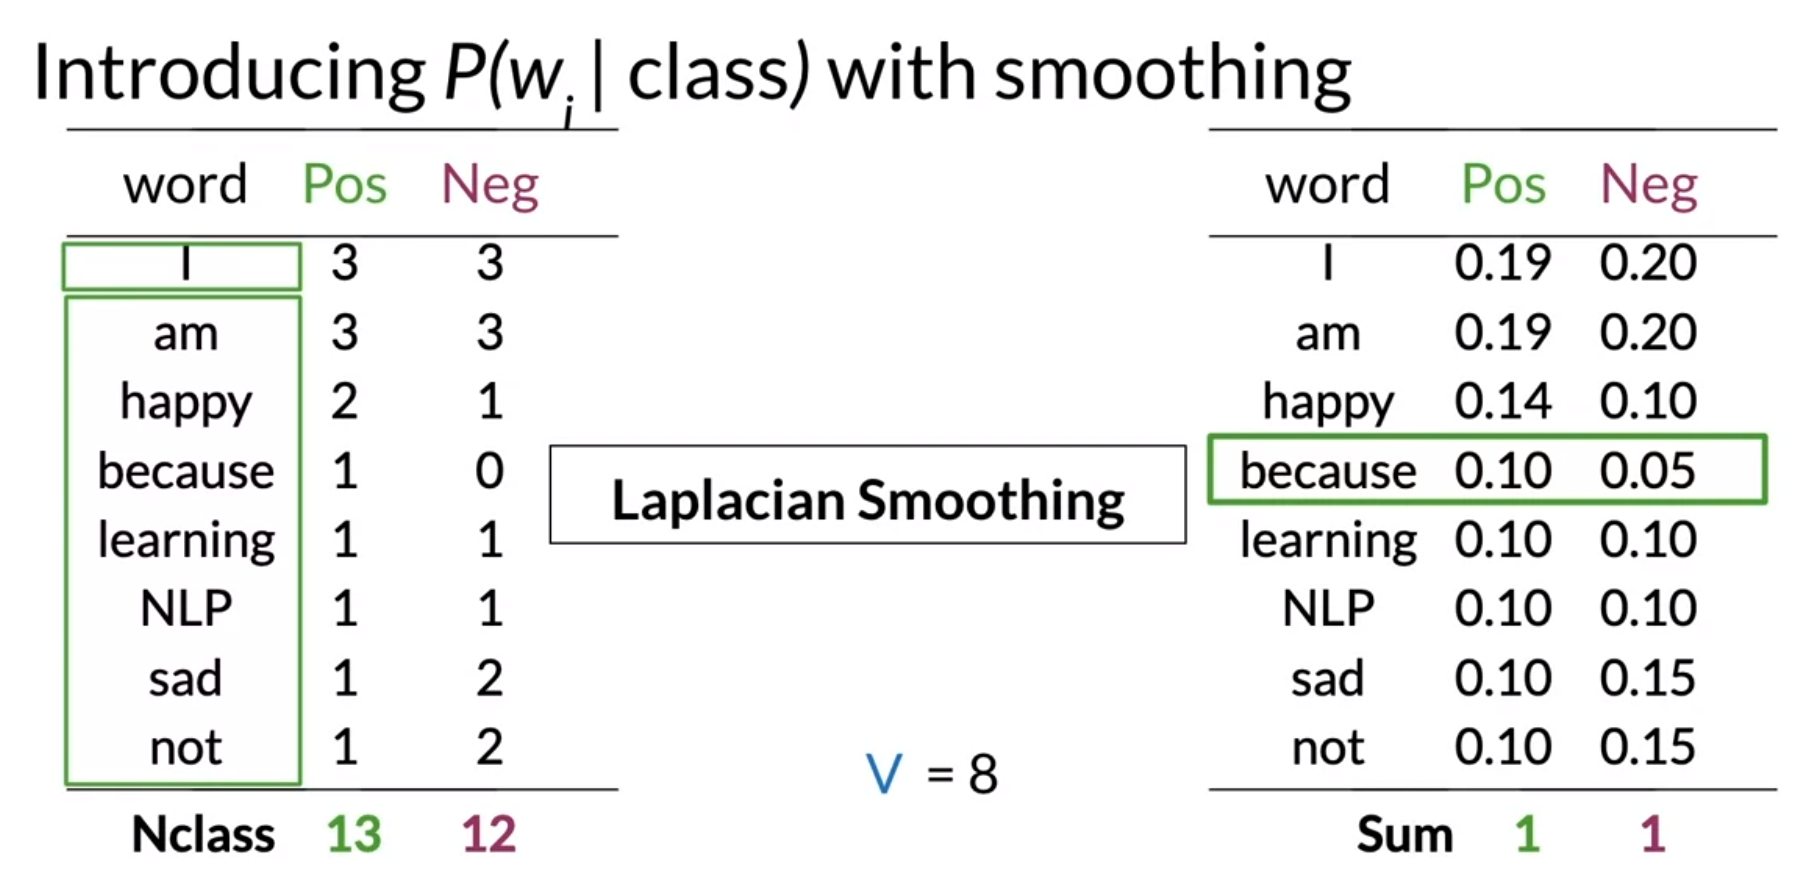 Introducing P(wi | class) with smoothing
word Pos Neg
I 3 3
am 3 3
happy 2 1
because 1 0
learning 1 1
NLP 1 1
sad 1 2
not 1 2
Nclass 13 12
Laplacian Smoothing
V = 8
word Pos Neg
I 0.19 0.20
am 0.19 0.20
happy 0.14 0.10
because 0.10 0.05
learning 0.10 0.10
NLP 0.10 0.10
sad 0.10 0.15
not 0.10 0.15
Sum 1 1